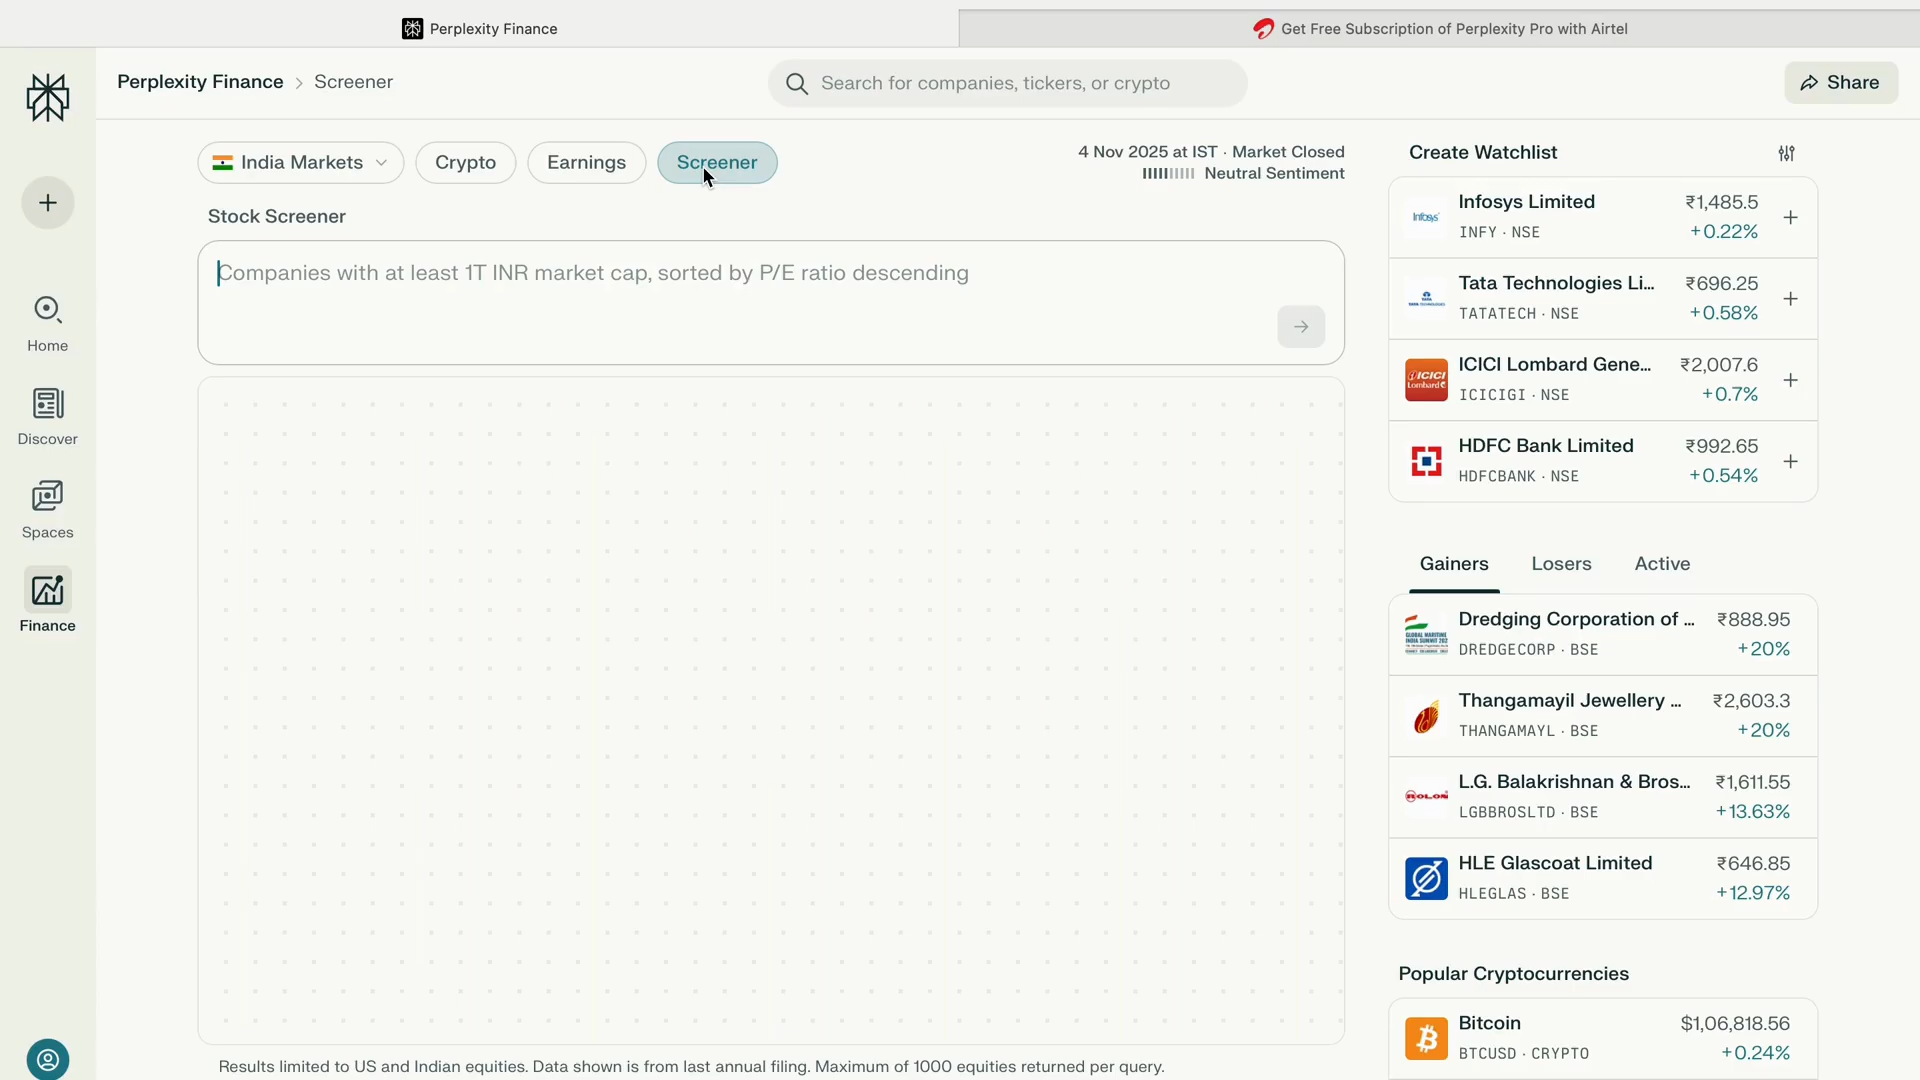 Perplexity Finance
Get Free Subscription of Perplexity Pro with Airtel
Perplexity Finance > Screener
Search for companies, tickers, or crypto
Share
India Markets
Crypto
Earnings
Screener
4 Nov 2025 at IST · Market Closed
Neutral Sentiment
Stock Screener
Companies with at least 1T INR market cap, sorted by P/E ratio descending
Home
Discover
Spaces
Finance
Results limited to US and Indian equities. Data shown is from last annual filing. Maximum of 1000 equities returned per query.
Create Watchlist
Infosys
Infosys Limited ₹1,485.5
INFY · NSE +0.22%
TATA
Tata Technologies Li... ₹696.25
TATATECH · NSE +0.58%
ICICI
Lombard
ICICI Lombard Gene... ₹2,007.6
ICICIGI · NSE +0.7%
HDFC Bank Limited ₹992.65
HDFCBANK · NSE +0.54%
Gainers Losers Active
GLOBAL MARITIME
Dredging Corporation of ... ₹888.95
DREDGECORP · BSE +20%
Thangamayil Jewellery ... ₹2,603.3
THANGAMAYL · BSE +20%
ROLON
L.G. Balakrishnan & Bros... ₹1,611.55
LGBBROSLTD · BSE +13.63%
HLE Glascoat Limited ₹646.85
HLEGLAS · BSE +12.97%
Popular Cryptocurrencies
Bitcoin $1,06,818.56
BTCUSD · CRYPTO +0.24%